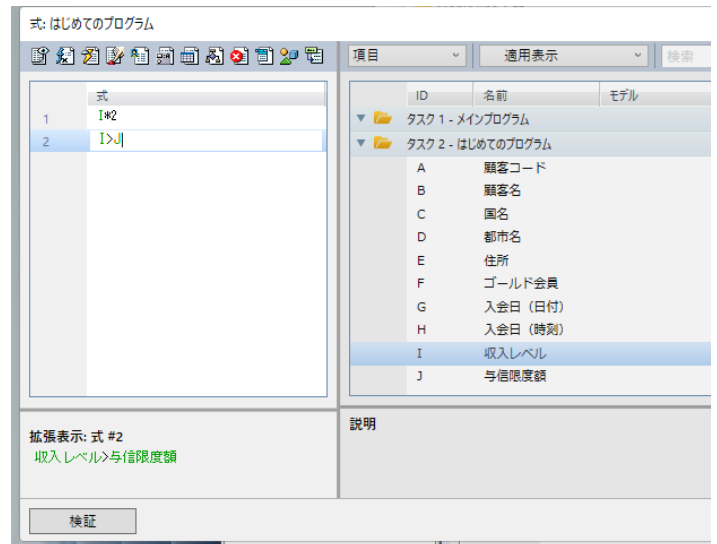 式: はじめてのプログラム
項目
適用表示
検索
式
1 I*2
2 I>J
ID 名前 モデル
タスク 1 - メインプログラム
タスク 2 - はじめてのプログラム
A 顧客コード
B 顧客名
C 国名
D 都市名
E 住所
F ゴールド会員
G 入会日（日付）
H 入会日（時刻）
I 収入レベル
J 与信限度額
拡張表示: 式 #2
収入レベル>与信限度額
説明
検証